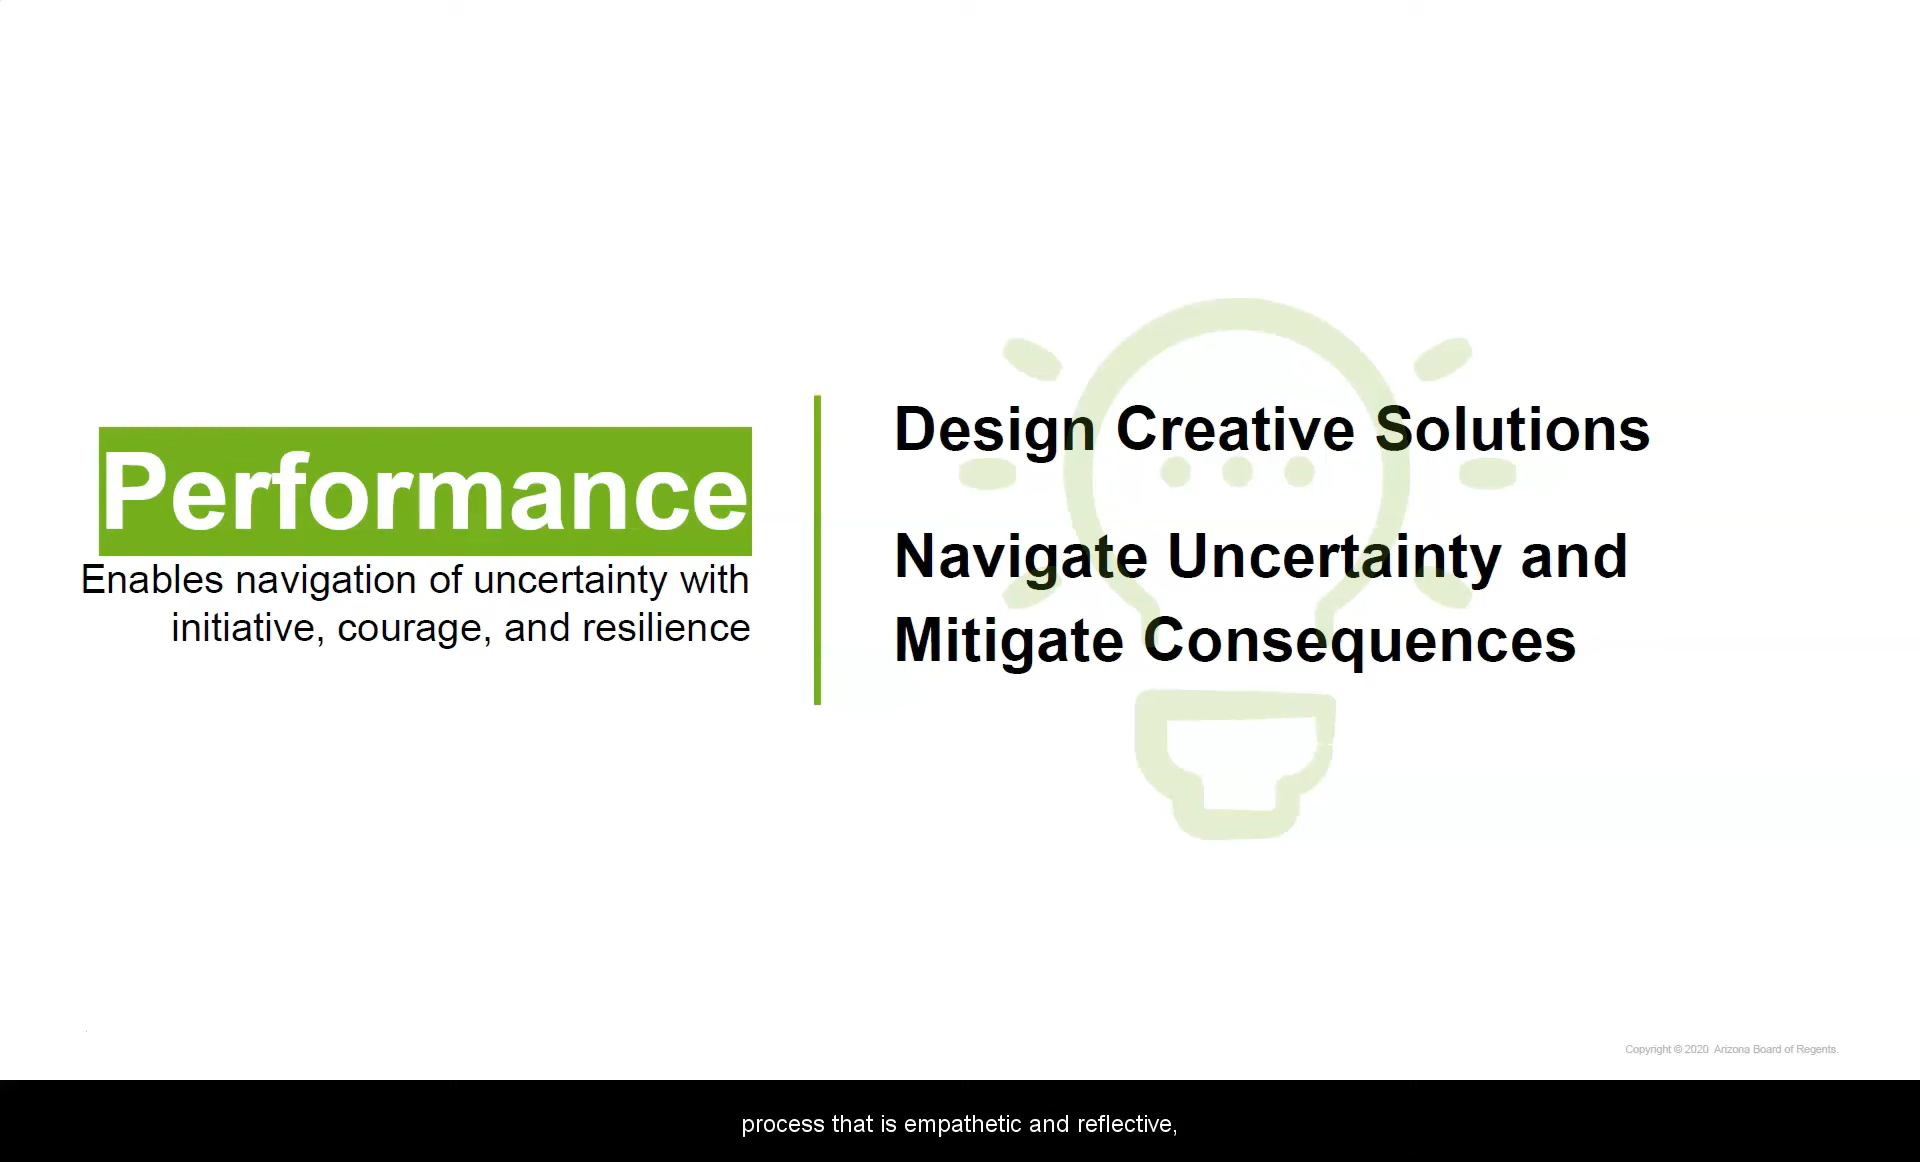 Performance
Enables navigation of uncertainty with
initiative, courage, and resilience
Design Creative Solutions
Navigate Uncertainty and
Mitigate Consequences
Copyright © 2020 Arizona Board of Regents.
process that is empathetic and reflective,